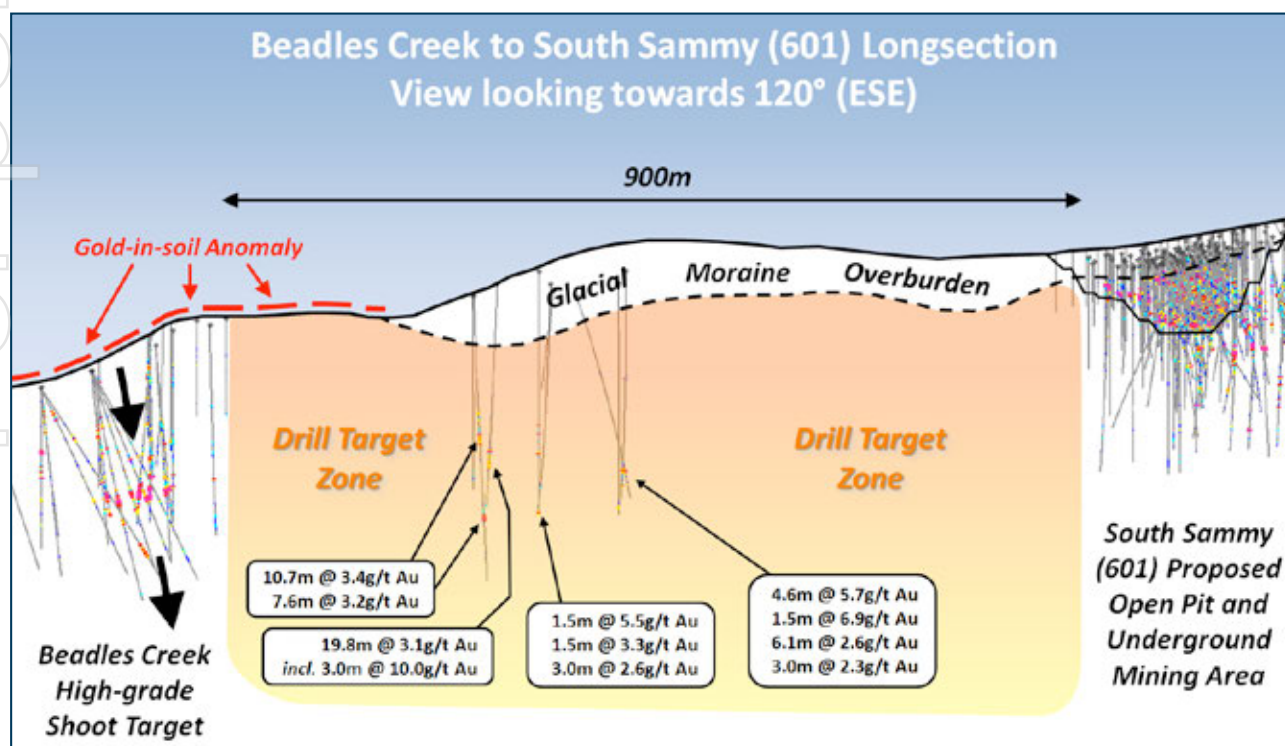 Beadles Creek to South Sammy (601) Longsection
View looking towards 120° (ESE)
900m
Gold-in-soil Anomaly
Glacial Moraine Overburden
Drill Target
Zone
Drill Target
Zone
10.7m @ 3.4g/t Au
7.6m @ 3.2g/t Au
19.8m @ 3.1g/t Au
incl. 3.0m @ 10.0g/t Au
1.5m @ 5.5g/t Au
1.5m @ 3.3g/t Au
3.0m @ 2.6g/t Au
4.6m @ 5.7g/t Au
1.5m @ 6.9g/t Au
6.1m @ 2.6g/t Au
3.0m @ 2.3g/t Au
Beadles Creek
High-grade
Shoot Target
South Sammy
(601) Proposed
Open Pit and
Underground
Mining Area